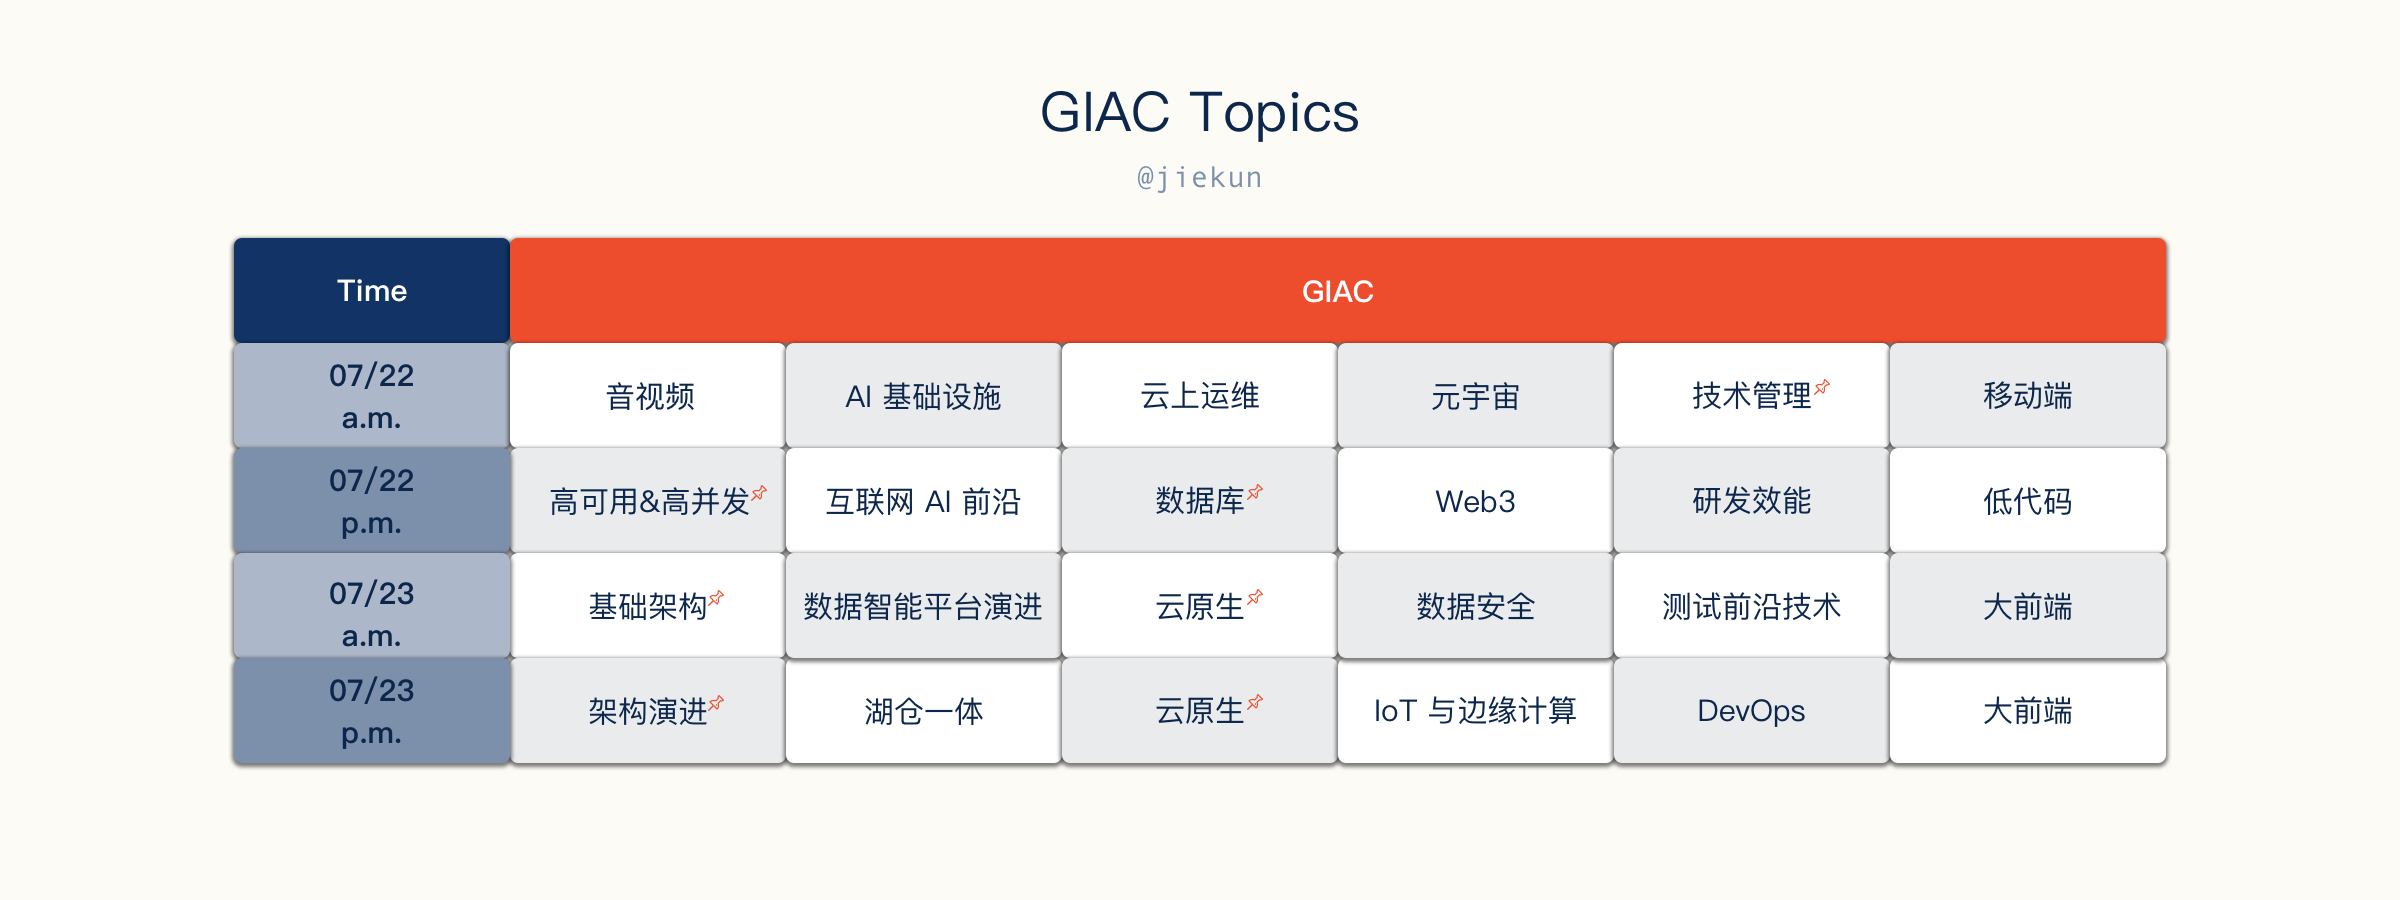 GIAC Topics
@jiekun
Time
GIAC
07/22
a.m.
音视频
AI 基础设施
云上运维
元宇宙
技术管理
移动端
07/22
p.m.
高可用&高并发
互联网 AI 前沿
数据库
Web3
研发效能
低代码
07/23
a.m.
基础架构
数据智能平台演进
云原生
数据安全
测试前沿技术
大前端
07/23
p.m.
架构演进
湖仓一体
云原生
IoT 与边缘计算
DevOps
大前端